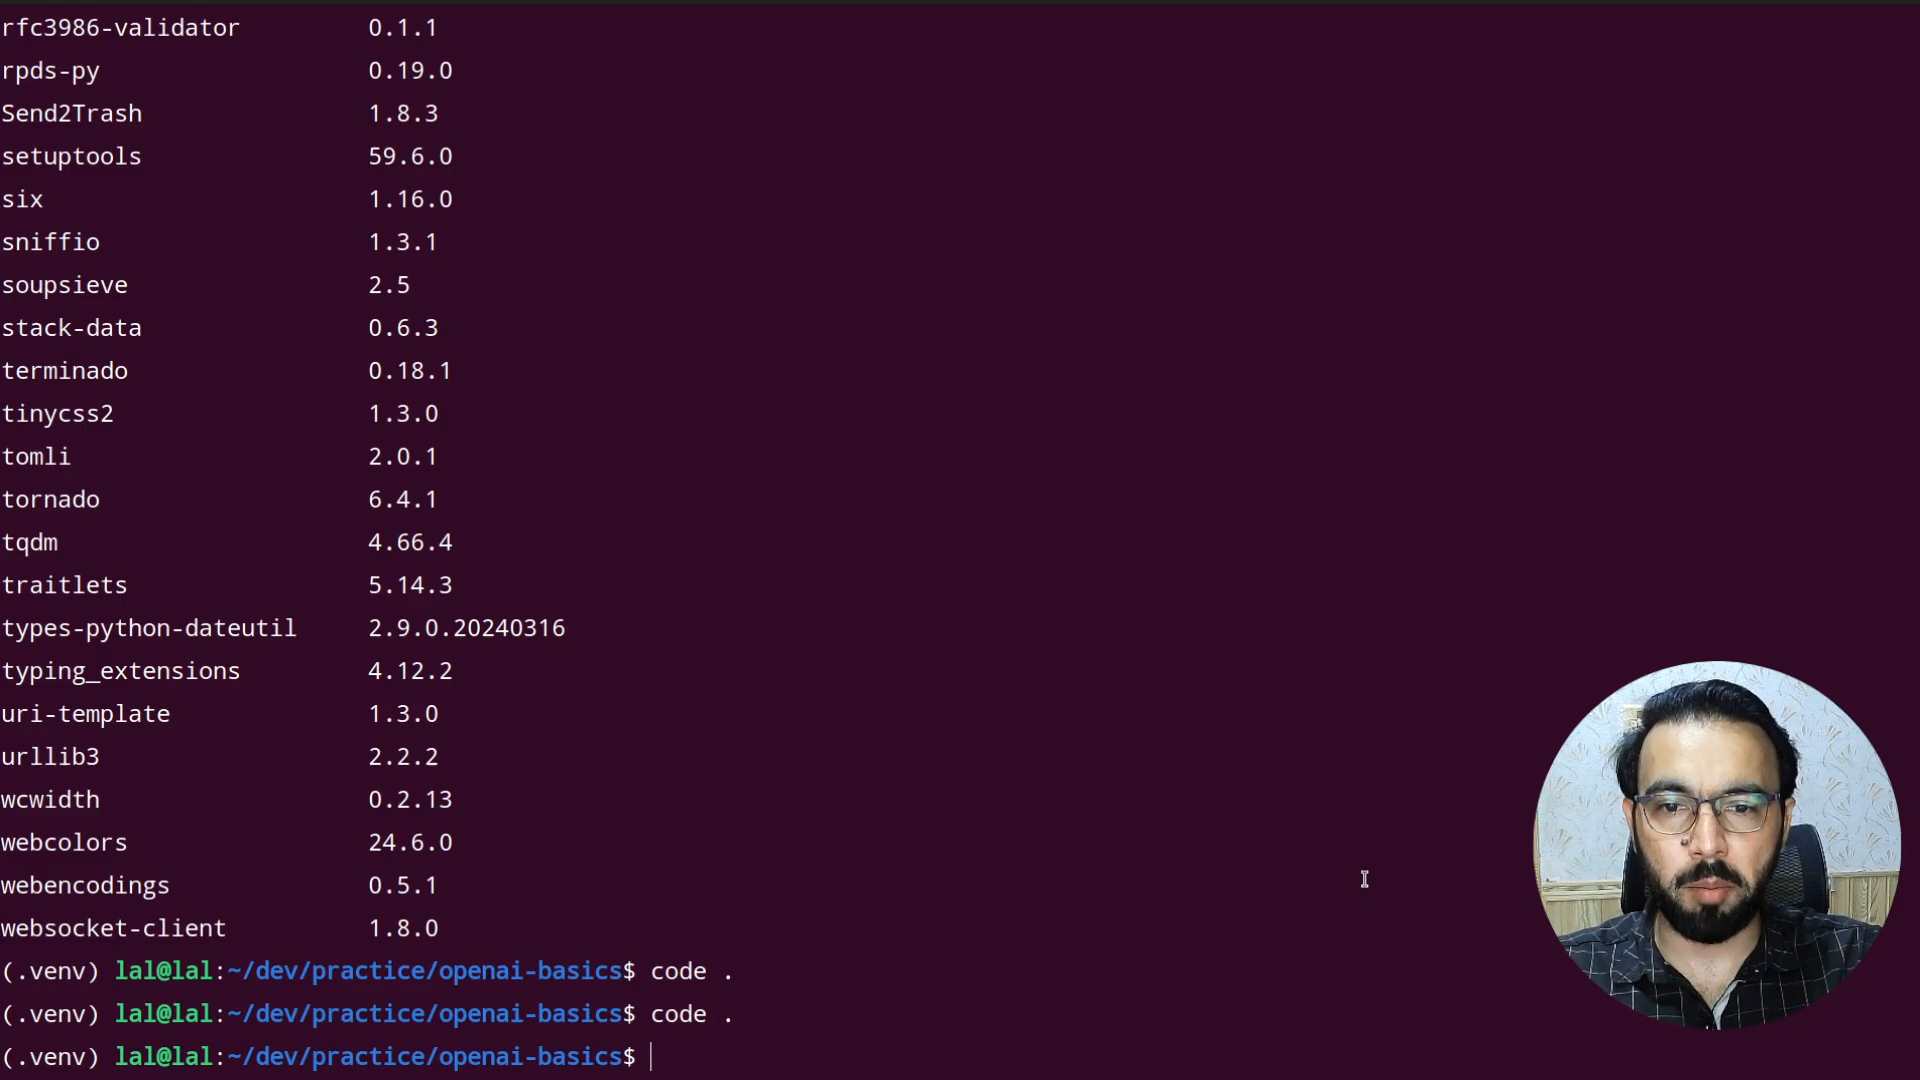 rfc3986-validator 0.1.1
rpds-py 0.19.0
Send2Trash 1.8.3
setuptools 59.6.0
six 1.16.0
sniffio 1.3.1
soupsieve 2.5
stack-data 0.6.3
terminado 0.18.1
tinycss2 1.3.0
tomli 2.0.1
tornado 6.4.1
tqdm 4.66.4
traitlets 5.14.3
types-python-dateutil 2.9.0.20240316
typing_extensions 4.12.2
uri-template 1.3.0
urllib3 2.2.2
wcwidth 0.2.13
webcolors 24.6.0
webencodings 0.5.1
websocket-client 1.8.0
(.venv) lal@lal:~/dev/practice/openai-basics$ code .
(.venv) lal@lal:~/dev/practice/openai-basics$ code .
(.venv) lal@lal:~/dev/practice/openai-basics$